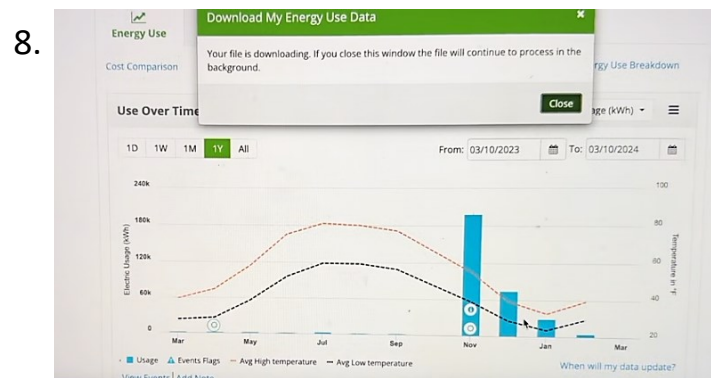 8.
Download My Energy Use Data ×
Energy Use
Your file is downloading. If you close this window the file will continue to process in the
background.
Cost Comparison
rgy Use Breakdown
Close
Use Over Time
age (kWh)
1D 1W 1M 1Y All From: 03/10/2023 To: 03/10/2024
240k 100
180k 80
120k 60
60k 40
0 20
Electric Usage (kWh)
Temperature in °F
Mar May Jul Sep Nov Jan Mar
Usage Events Flags Avg High temperature Avg Low temperature
When will my data update?
View Events | Add Note